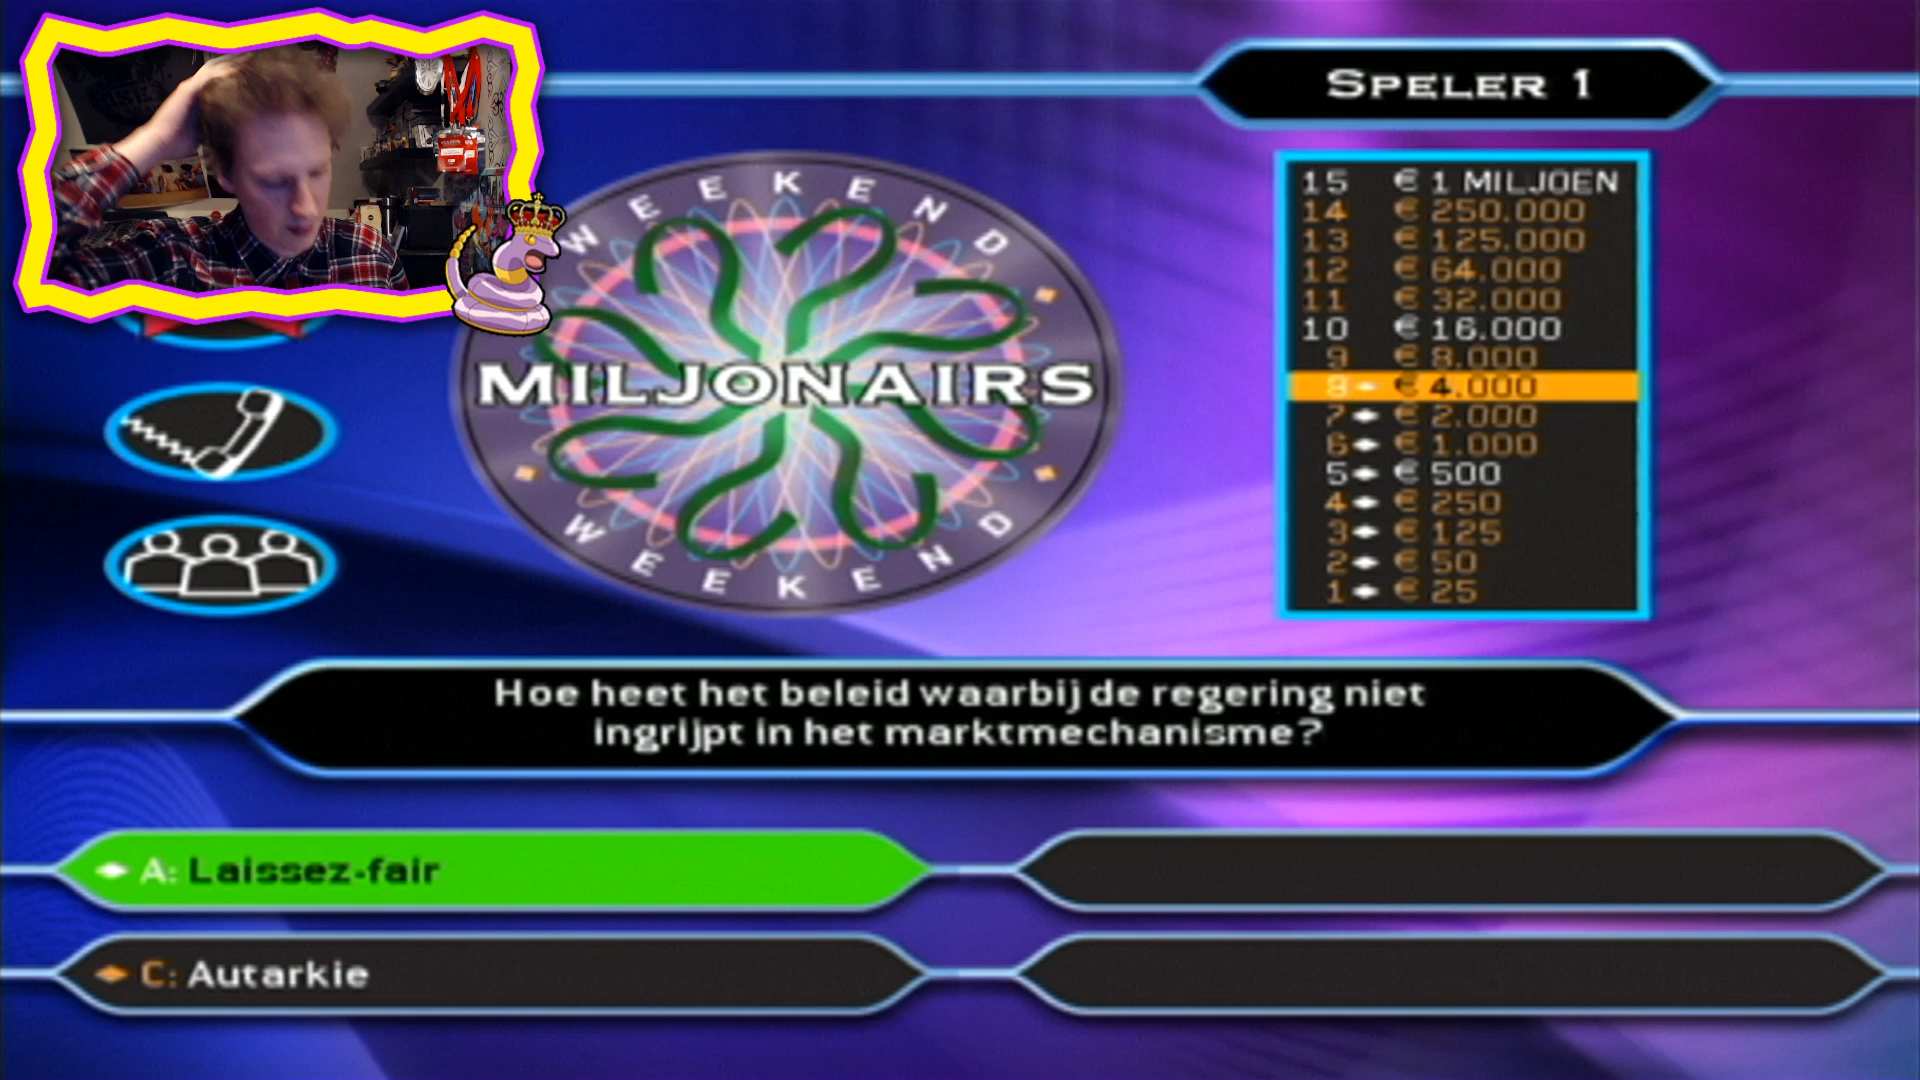 SPELER 1
WEEKEND
MILJONAIRS
WEEKEND
15 € 1 MILJOEN
14 € 250.000
13 € 125.000
12 € 64.000
11 € 32.000
10 € 16.000
9 € 8.000
8 € 4.000
7 € 2.000
6 € 1.000
5 € 500
4 € 250
3 € 125
2 € 50
1 € 25
Hoe heet het beleid waarbij de regering niet
ingrijpt in het marktmechanisme?
A: Laissez-fair
C: Autarkie